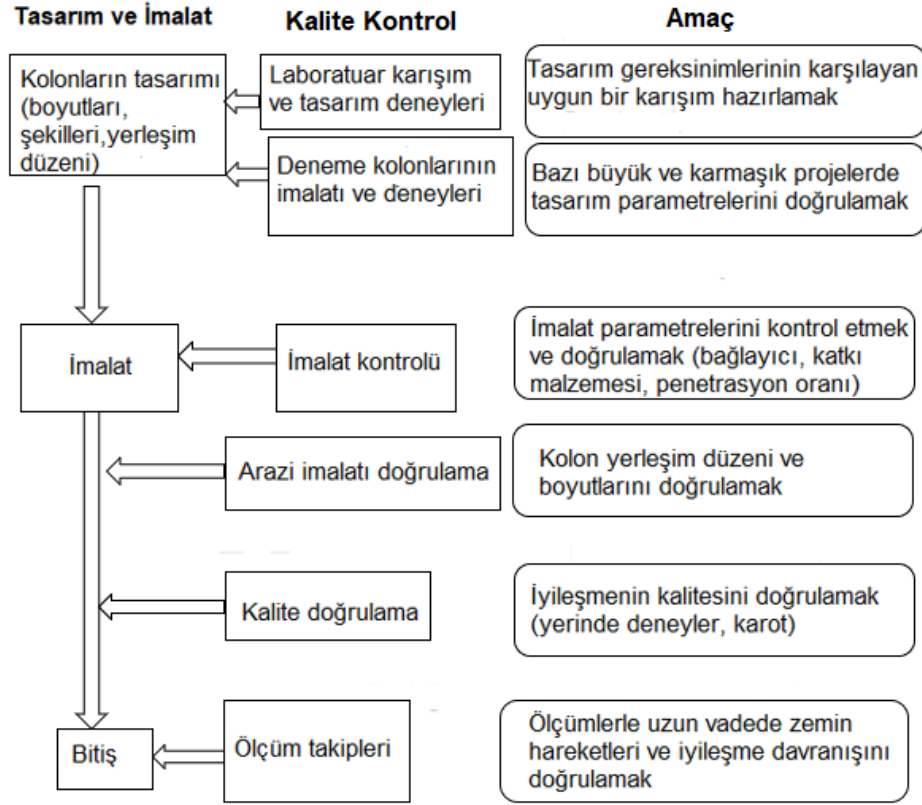 Tasarım ve İmalat
Kalite Kontrol
Amaç
Kolonların tasarımı
(boyutları,
şekilleri,yerleşim
düzeni)
Laboratuar karışım
ve tasarım deneyleri
Tasarım gereksinimlerinin karşılayan
uygun bir karışım hazırlamak
Deneme kolonlarının
imalatı ve deneyleri
Bazı büyük ve karmaşık projelerde
tasarım parametrelerini doğrulamak
İmalat
İmalat kontrolü
İmalat parametrelerini kontrol etmek
ve doğrulamak (bağlayıcı, katkı
malzemesi, penetrasyon oranı)
Arazi imalatı doğrulama
Kolon yerleşim düzeni ve
boyutlarını doğrulamak
Kalite doğrulama
İyileşmenin kalitesini doğrulamak
(yerinde deneyler, karot)
Bitiş
Ölçüm takipleri
Ölçümlerle uzun vadede zemin
hareketleri ve iyileşme davranışını
doğrulamak